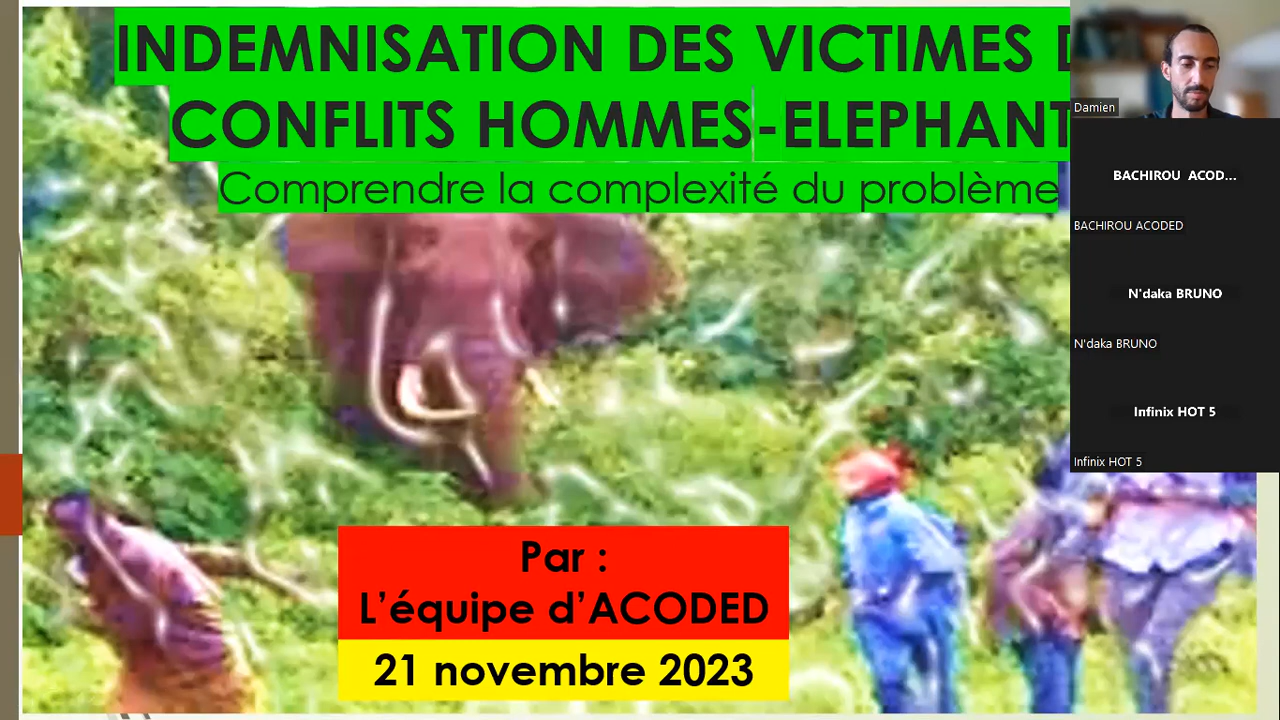 INDEMNISATION DES VICTIMES
CONFLITS HOMMES-ELEPHANT
Comprendre la complexité du problème
Par :
L'équipe d'ACODED
21 novembre 2023
Damien
BACHIROU ACOD...
BACHIROU ACODED
N'daka BRUNO
N'daka BRUNO
Infinix HOT 5
Infinix HOT 5